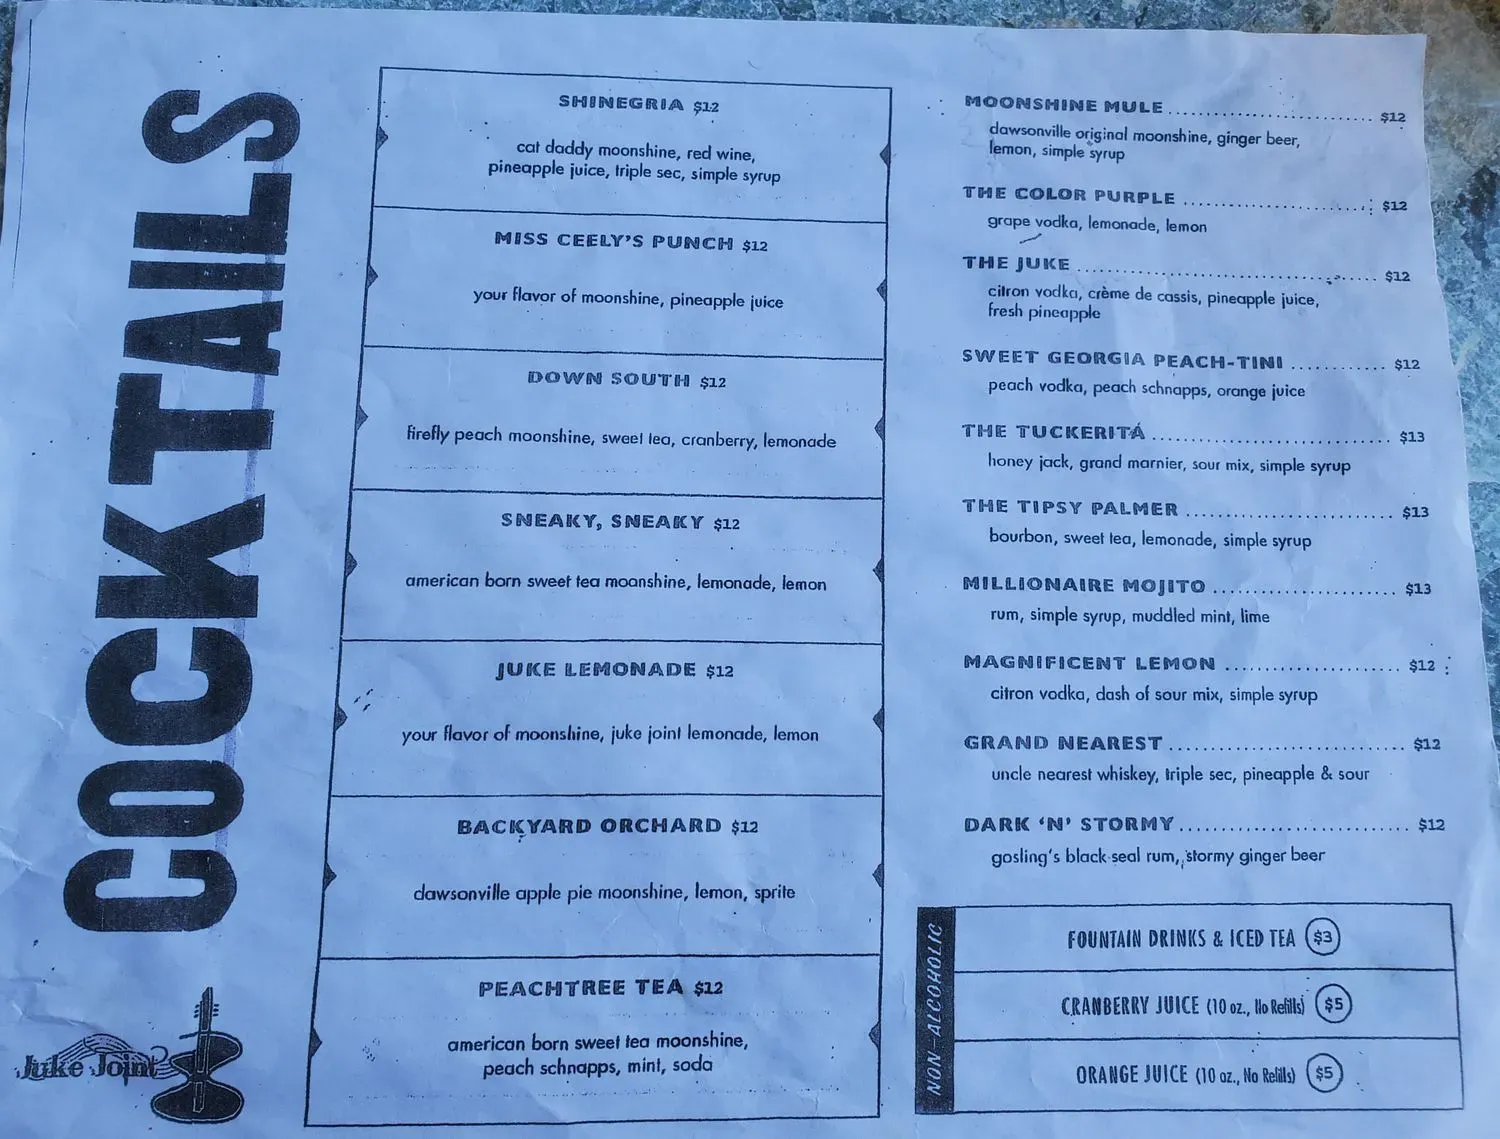 COCKTAILS
Juke Joint
SHINEGRIA $12
cat daddy moonshine, red wine,
pineapple juice, triple sec, simple syrup
MISS CEELY'S PUNCH $12
your flavor of moonshine, pineapple juice
DOWN SOUTH $12
firefly peach moonshine, sweet tea, cranberry, lemonade
SNEAKY, SNEAKY $12
american born sweet tea moonshine, lemonade, lemon
JUKE LEMONADE $12
your flavor of moonshine, juke joint lemonade, lemon
BACKYARD ORCHARD $12
dawsonville apple pie moonshine, lemon, sprite
PEACHTREE TEA $12
american born sweet tea moonshine,
peach schnapps, mint, soda
MOONSHINE MULE $12
dawsonville original moonshine, ginger beer,
lemon, simple syrup
THE COLOR PURPLE $12
grape vodka, lemonade, lemon
THE JUKE $12
citron vodka, crème de cassis, pineapple juice,
fresh pineapple
SWEET GEORGIA PEACH-TINI $12
peach vodka, peach schnapps, orange juice
THE TUCKERITÁ $13
honey jack, grand marnier, sour mix, simple syrup
THE TIPSY PALMER $13
bourbon, sweet tea, lemonade, simple syrup
MILLIONAIRE MOJITO $13
rum, simple syrup, muddled mint, lime
MAGNIFICENT LEMON $12
citron vodka, dash of sour mix, simple syrup
GRAND NEAREST $12
uncle nearest whiskey, triple sec, pineapple & sour
DARK 'N' STORMY $12
gosling's black seal rum, stormy ginger beer
NON-ALCOHOLIC
FOUNTAIN DRINKS & ICED TEA $3
CRANBERRY JUICE (10 oz., No Refills) $5
ORANGE JUICE (10 oz., No Refills) $5